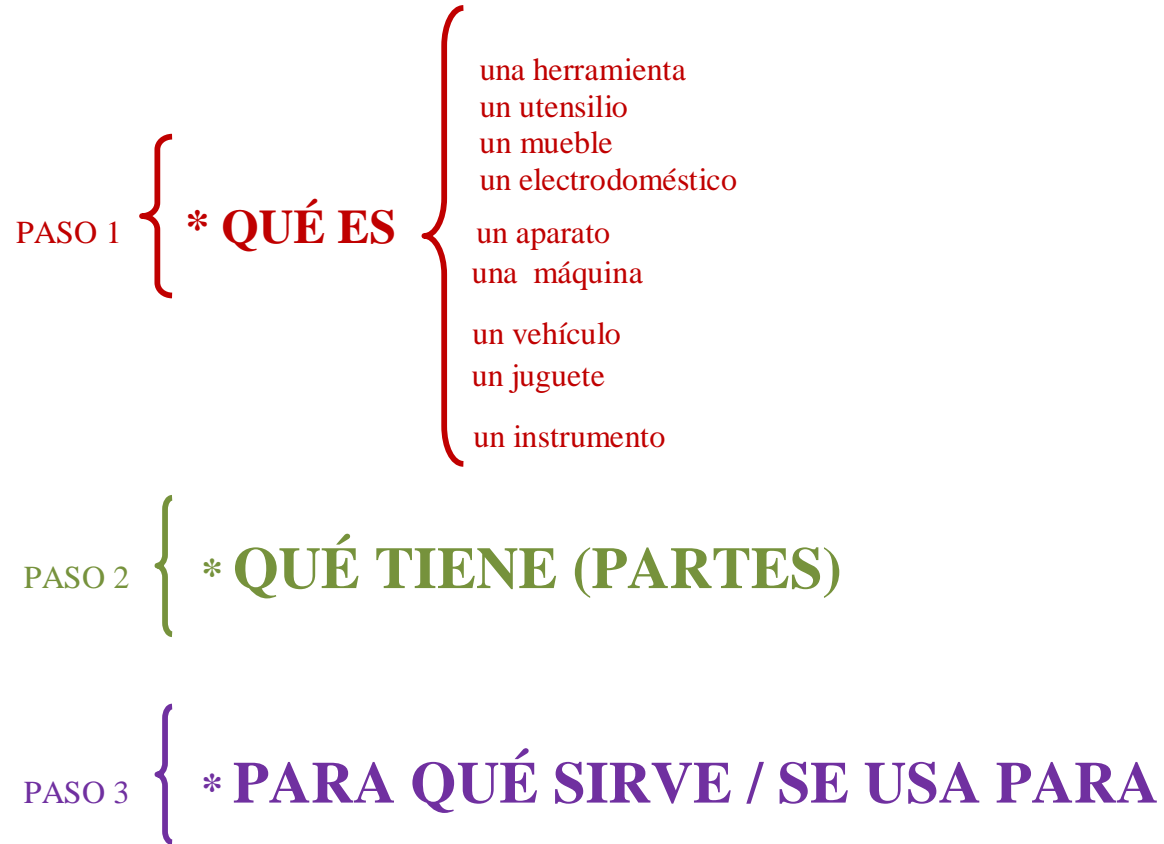 una herramienta
un utensilio
un mueble
un electrodoméstico
PASO 1 * QUÉ ES un aparato
una máquina
un vehículo
un juguete
un instrumento
PASO 2 * QUÉ TIENE (PARTES)
PASO 3 * PARA QUÉ SIRVE / SE USA PARA